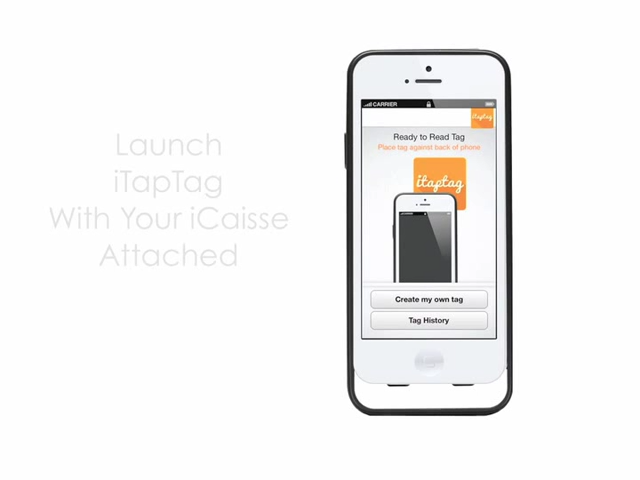 Launch
iTapTag
With Your iCaisse
Attached
CARRIER
itaptag
Ready to Read Tag
Place tag against back of phone
itaptag
Create my own tag
Tag History